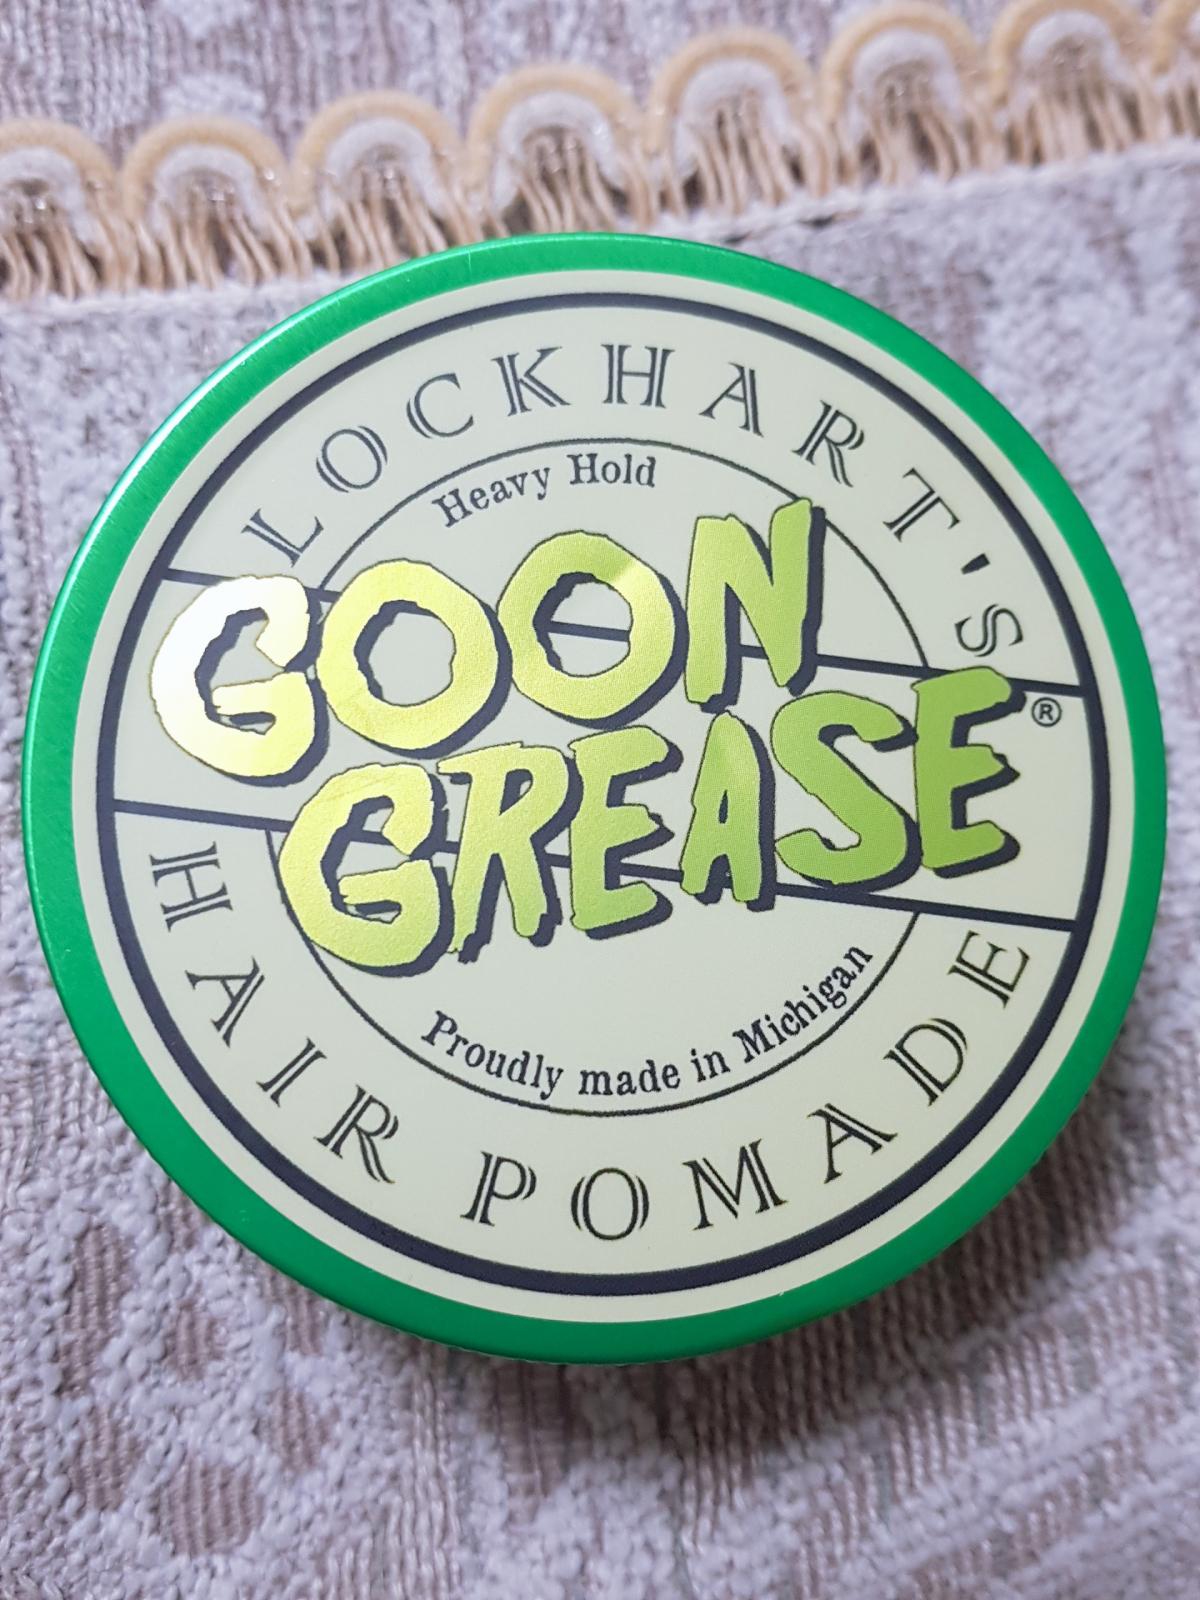 LOCKHART'S
Heavy Hold
GOON
GREASE®
Proudly made in Michigan
HAIR POMADE